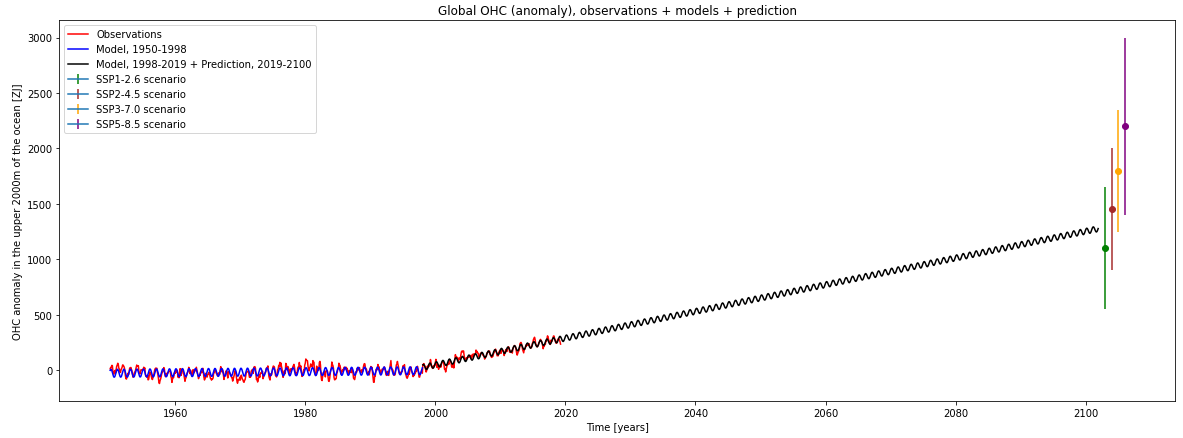 Global OHC (anomaly), observations + models + prediction
OHC anomaly in the upper 2000m of the ocean [ZJ]
3000
2500
2000
1500
1000
500
0
Observations
Model, 1950-1998
Model, 1998-2019 + Prediction, 2019-2100
SSP1-2.6 scenario
SSP2-4.5 scenario
SSP3-7.0 scenario
SSP5-8.5 scenario
1960 1980 2000 2020 2040 2060 2080 2100
Time [years]